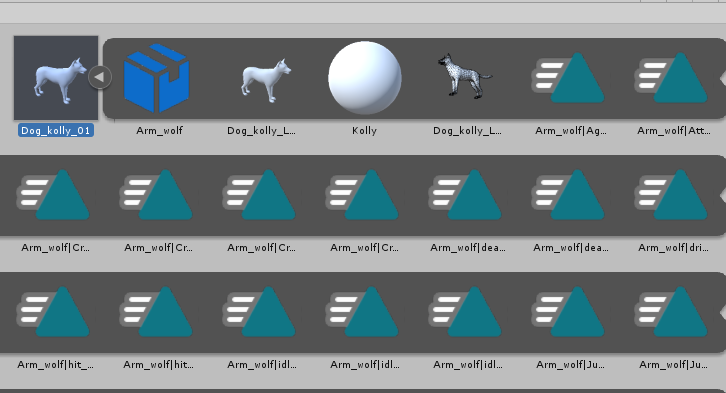 Dog_kolly_01 Arm_wolf Dog_kolly_L... Kolly Dog_kolly_L... Arm_wolf|Ag... Arm_wolf|Att...
Arm_wolf|Cr... Arm_wolf|Cr... Arm_wolf|Cr... Arm_wolf|Cr... Arm_wolf|dea... Arm_wolf|dea... Arm_wolf|dri...
Arm_wolf|hit_... Arm_wolf|hit... Arm_wolf|idl... Arm_wolf|idl... Arm_wolf|idl... Arm_wolf|Ju... Arm_wolf|Ju...